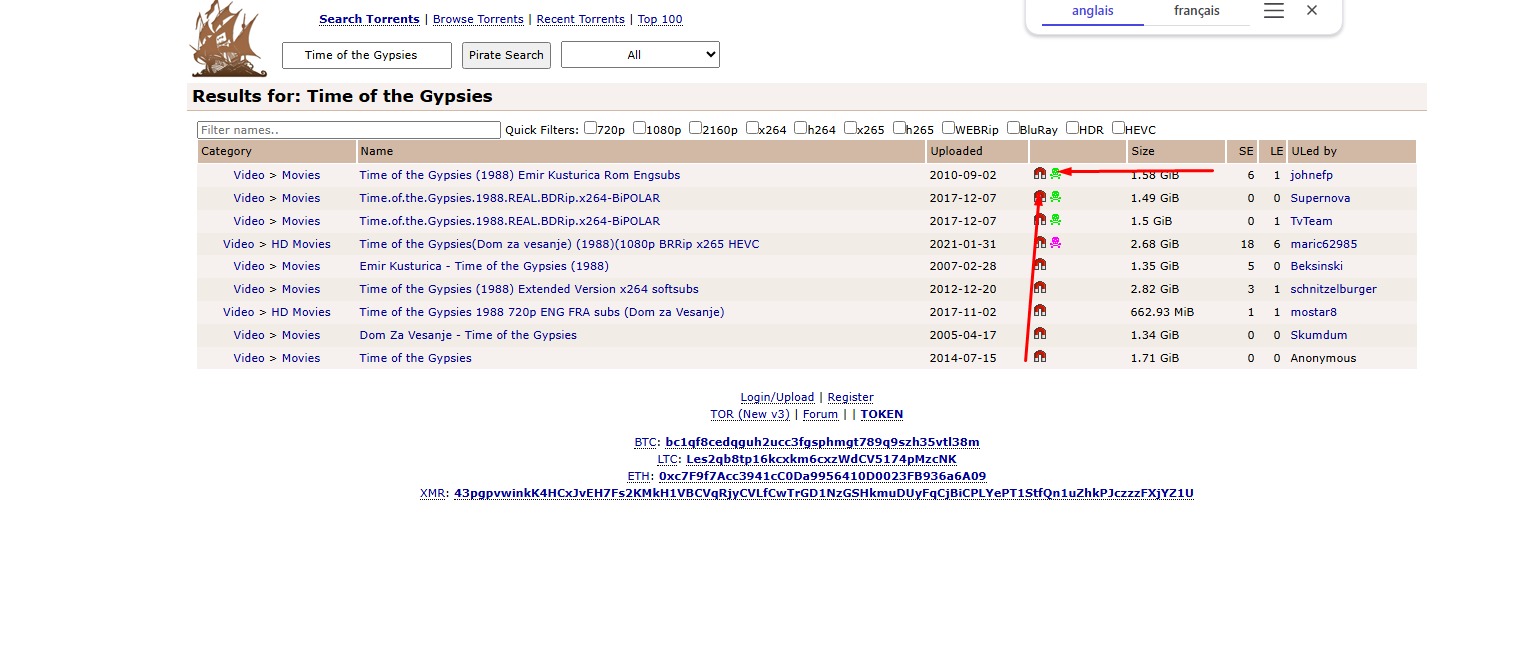 anglais français
Search Torrents | Browse Torrents | Recent Torrents | Top 100
Time of the Gypsies Pirate Search All
Results for: Time of the Gypsies
Filter names.. Quick Filters: 720p 1080p 2160p x264 h264 x265 h265 WEBRip BluRay HDR HEVC
Category Name Uploaded Size SE LE ULed by
Video > Movies Time of the Gypsies (1988) Emir Kusturica Rom Engsubs 2010-09-02 1.58 GiB 6 1 johnefp
Video > Movies Time.of.the.Gypsies.1988.REAL.BDRip.x264-BiPOLAR 2017-12-07 1.49 GiB 0 0 Supernova
Video > Movies Time.of.the.Gypsies.1988.REAL.BDRip.x264-BiPOLAR 2017-12-07 1.5 GiB 0 1 TvTeam
Video > HD Movies Time of the Gypsies(Dom za vesanje) (1988)(1080p BRRip x265 HEVC 2021-01-31 2.68 GiB 18 6 maric62985
Video > Movies Emir Kusturica - Time of the Gypsies (1988) 2007-02-28 1.35 GiB 5 0 Beksinski
Video > Movies Time of the Gypsies (1988) Extended Version x264 softsubs 2012-12-20 2.82 GiB 3 1 schnitzelburger
Video > HD Movies Time of the Gypsies 1988 720p ENG FRA subs (Dom za Vesanje) 2017-11-02 662.93 MiB 1 1 mostar8
Video > Movies Dom Za Vesanje - Time of the Gypsies 2005-04-17 1.34 GiB 0 0 Skumdum
Video > Movies Time of the Gypsies 2014-07-15 1.71 GiB 0 0 Anonymous
Login/Upload | Register
TOR (New v3) | Forum | | TOKEN
BTC: bc1qf8cedqguh2ucc3fgsphmgt789q9szh35vtl38m
LTC: Les2qb8tp16kcxkm6cxzWdCV5174pMzcNK
ETH: 0xc7F9f7Acc3941cC0Da9956410D0023FB936a6A09
XMR: 43pgpvwinkK4HCxJvEH7Fs2KMkH1VBCVqRjyCVLfCwTrGD1NzGSHkmuDUyFqCjBiCPLYePT1StfQn1uZhkPJczzzFXjYZ1U